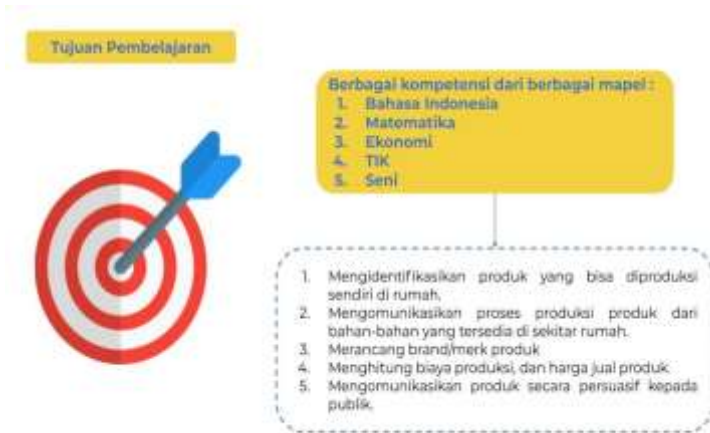 Tujuan Pembelajaran
Berbagai kompetensi dari berbagai mapel :
1. Bahasa Indonesia
2. Matematika
3. Ekonomi
4. TIK
5. Seni
1. Mengidentifikasikan produk yang bisa diproduksi
sendiri di rumah.
2. Mengomunikasikan proses produksi produk dari
bahan-bahan yang tersedia di sekitar rumah.
3. Merancang brand/merk produk
4. Menghitung biaya produksi, dan harga jual produk.
5. Mengomunikasikan produk secara persuasif kepada
publik.